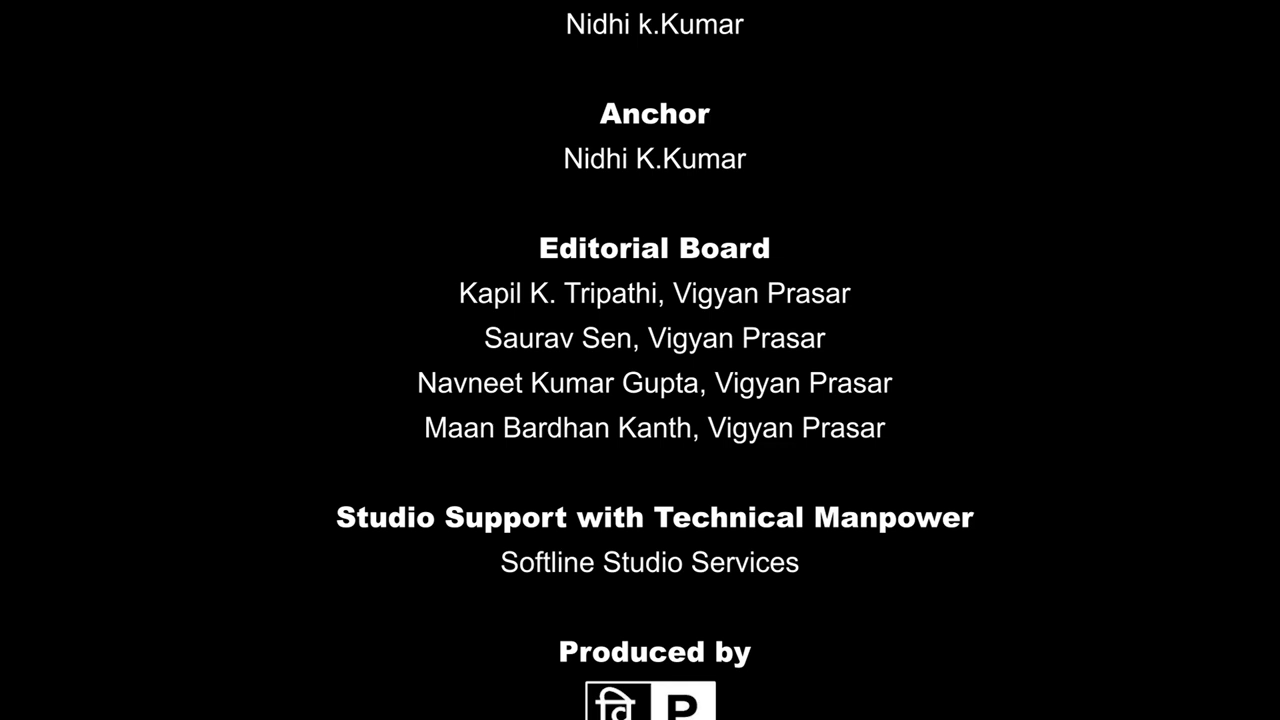 Nidhi k.Kumar
Anchor
Nidhi K.Kumar
Editorial Board
Kapil K. Tripathi, Vigyan Prasar
Saurav Sen, Vigyan Prasar
Navneet Kumar Gupta, Vigyan Prasar
Maan Bardhan Kanth, Vigyan Prasar
Studio Support with Technical Manpower
Softline Studio Services
Produced by
वि P